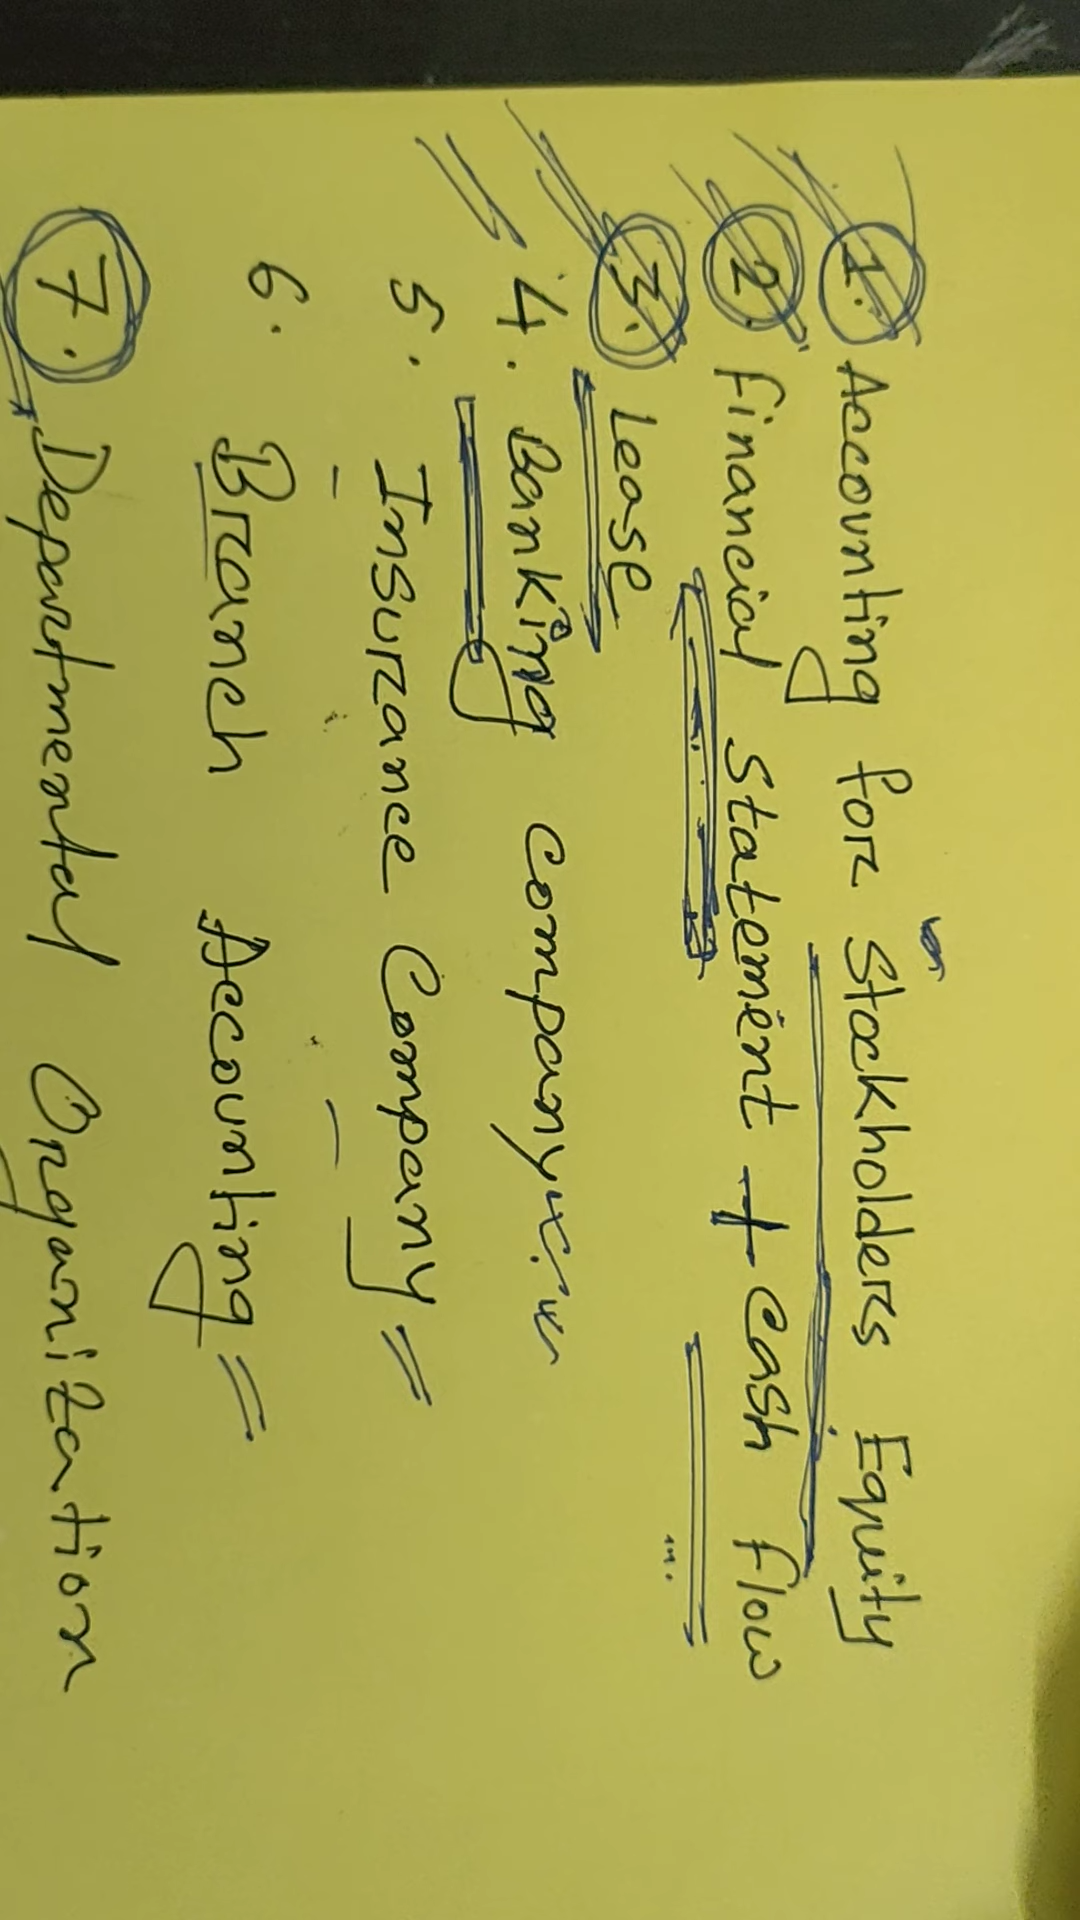 1. Accounting for Stockholders Equity
2. Financial Statement + Cash Flow
3. Lease
4. Banking Company
5. Insurance Company =
6. Branch Accounting =
7. Departmental Organization